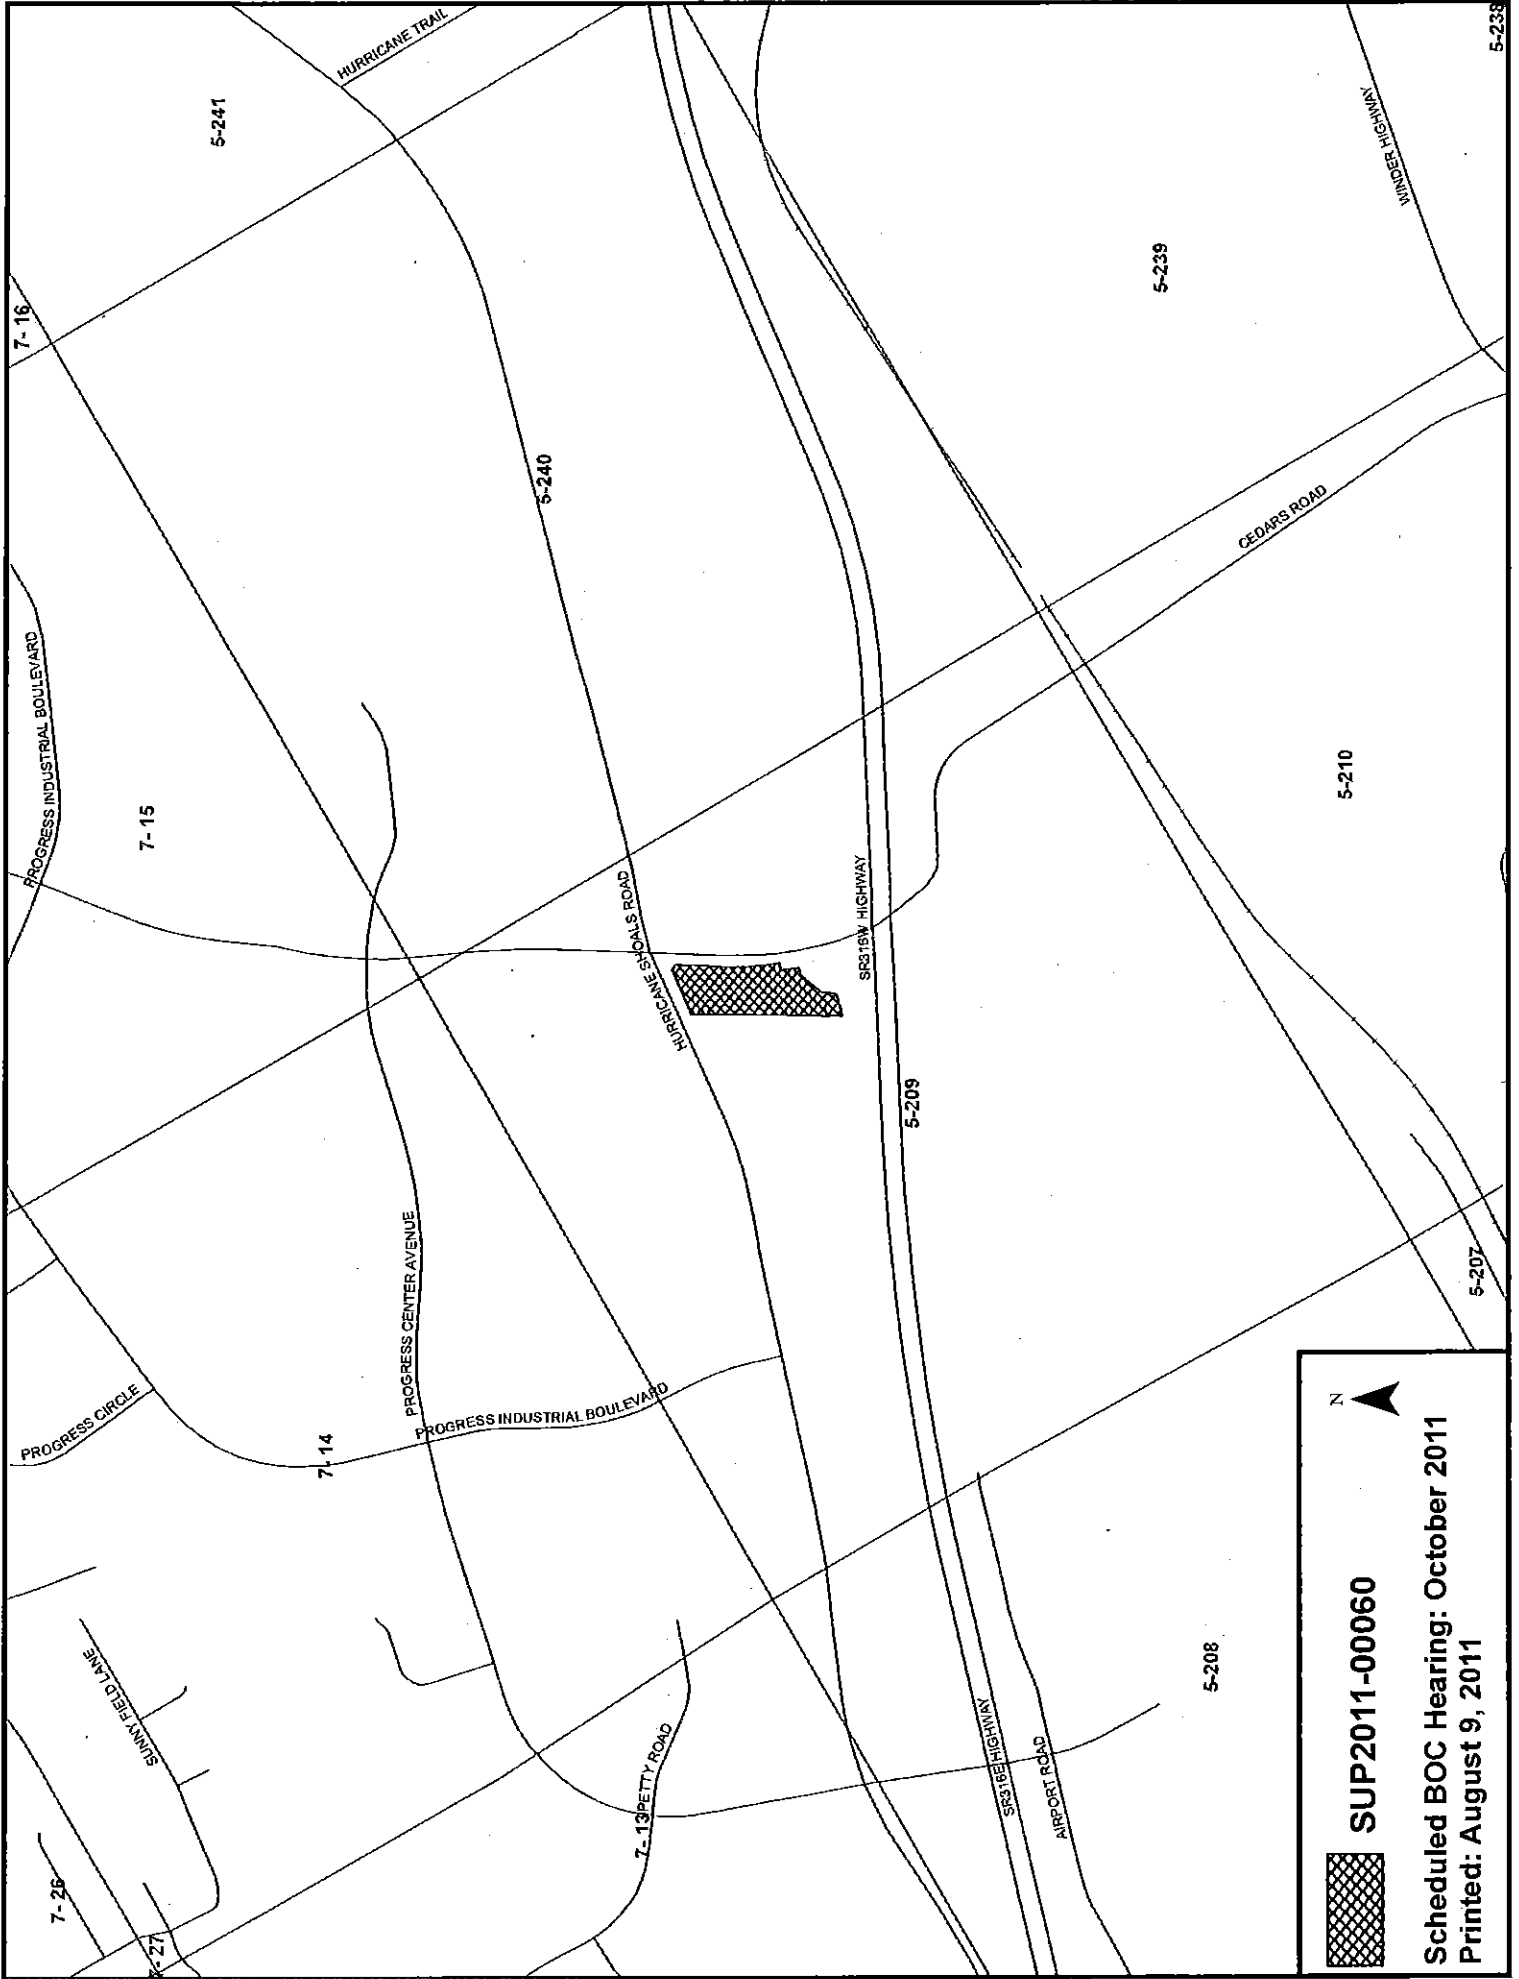 7- 26
7- 27
SUNNY FIELD LANE
PROGRESS CIRCLE
7- 14
PROGRESS INDUSTRIAL BOULEVARD
7- 15
7- 16
5-241
HURRICANE TRAIL
PROGRESS CENTER AVENUE
PROGRESS INDUSTRIAL BOULEVARD
7- 13
PETTY ROAD
HURRICANE SHOALS ROAD
5-240
SR316W HIGHWAY
5-209
SR316E HIGHWAY
AIRPORT ROAD
5-208
5-239
CEDARS ROAD
5-210
WINDER HIGHWAY
5-207
5-238
SUP2011-00060
N
Scheduled BOC Hearing: October 2011
Printed: August 9, 2011